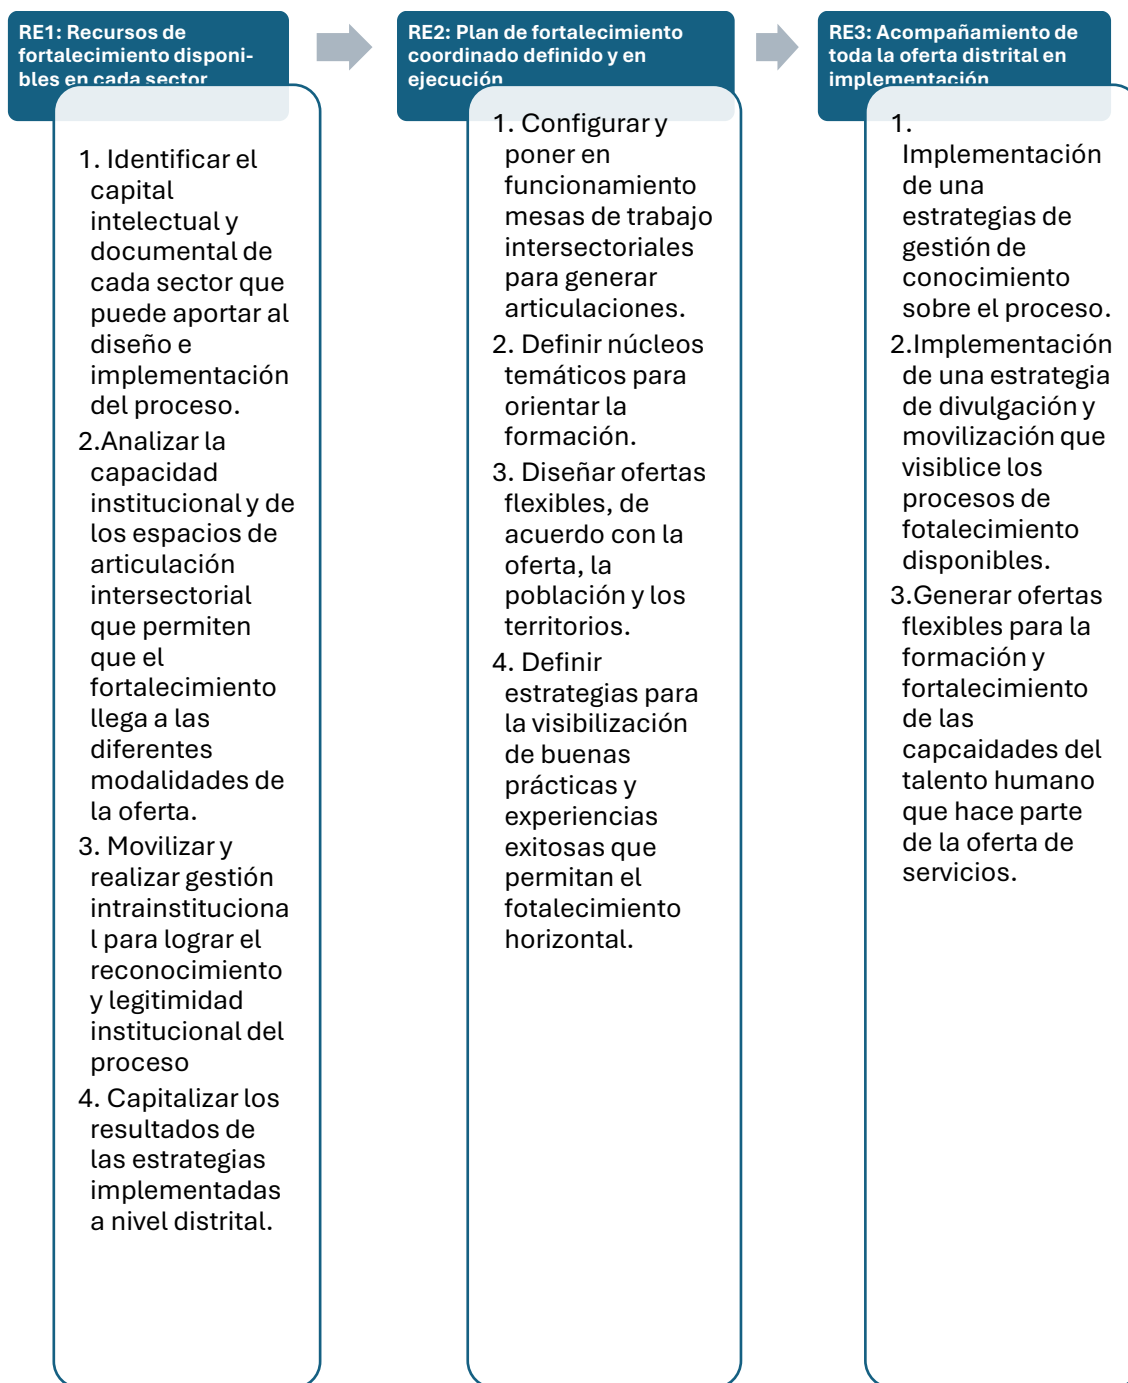 RE1: Recursos de
fortalecimiento disponi-
bles en cada sector
1. Identificar el
capital
intelectual y
documental de
cada sector que
puede aportar al
diseño e
implementación
del proceso.
2.Analizar la
capacidad
institucional y de
los espacios de
articulación
intersectorial
que permiten
que el
fortalecimiento
llega a las
diferentes
modalidades de
la oferta.
3. Movilizar y
realizar gestión
intrainstituciona
l para lograr el
reconocimiento
y legitimidad
institucional del
proceso
4. Capitalizar los
resultados de
las estrategias
implementadas
a nivel distrital.
RE2: Plan de fortalecimiento
coordinado definido y en
ejecución
1. Configurar y
poner en
funcionamiento
mesas de trabajo
intersectoriales
para generar
articulaciones.
2. Definir núcleos
temáticos para
orientar la
formación.
3. Diseñar ofertas
flexibles, de
acuerdo con la
oferta, la
población y los
territorios.
4. Definir
estrategias para
la visibilización
de buenas
prácticas y
experiencias
exitosas que
permitan el
fotalecimiento
horizontal.
RE3: Acompañamiento de
toda la oferta distrital en
implementación
1.
Implementación
de una
estrategias de
gestión de
conocimiento
sobre el proceso.
2.Implementación
de una estrategia
de divulgación y
movilización que
visiblice los
procesos de
fotalecimiento
disponibles.
3.Generar ofertas
flexibles para la
formación y
fortalecimiento
de las
capcaidades del
talento humano
que hace parte
de la oferta de
servicios.